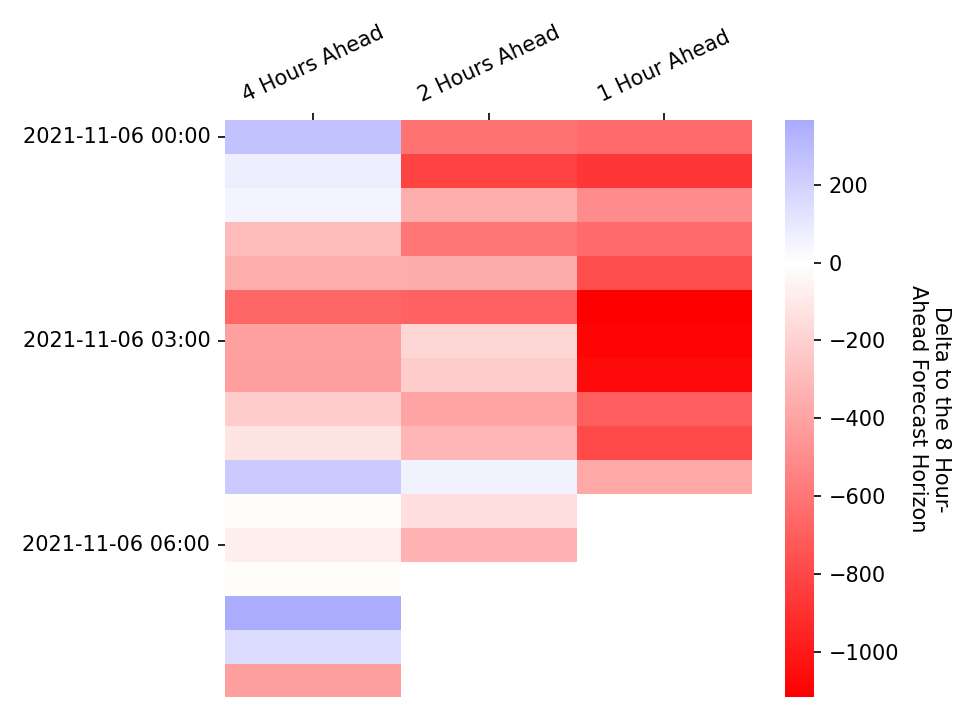 4 Hours Ahead
2 Hours Ahead
1 Hour Ahead
2021-11-06 00:00
2021-11-06 03:00
2021-11-06 06:00
200
0
−200
−400
−600
−800
−1000
Delta to the 8 Hour-
Ahead Forecast Horizon